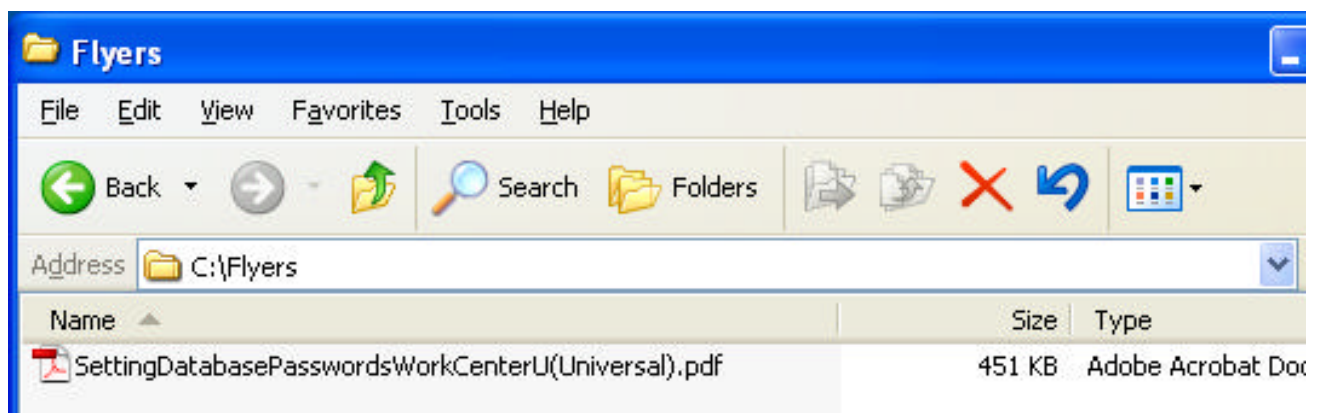 Flyers
File Edit View Favorites Tools Help
Back Search Folders
Address C:\Flyers
Name Size Type
SettingDatabasePasswordsWorkCenterU(Universal).pdf 451 KB Adobe Acrobat Doc